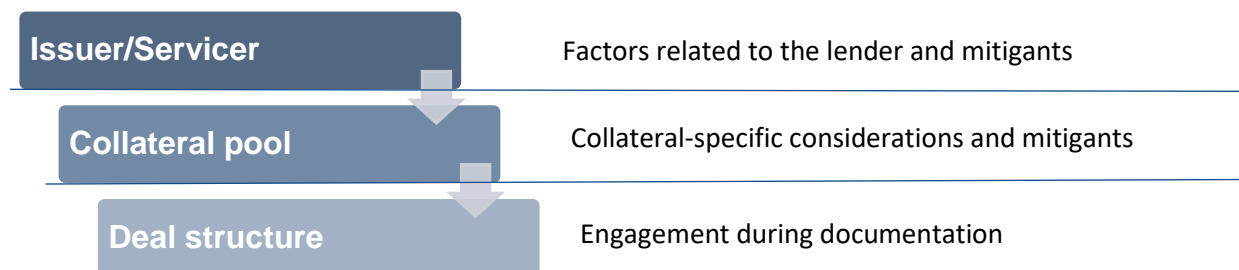 Issuer/Servicer
Factors related to the lender and mitigants
Collateral pool
Collateral-specific considerations and mitigants
Deal structure
Engagement during documentation